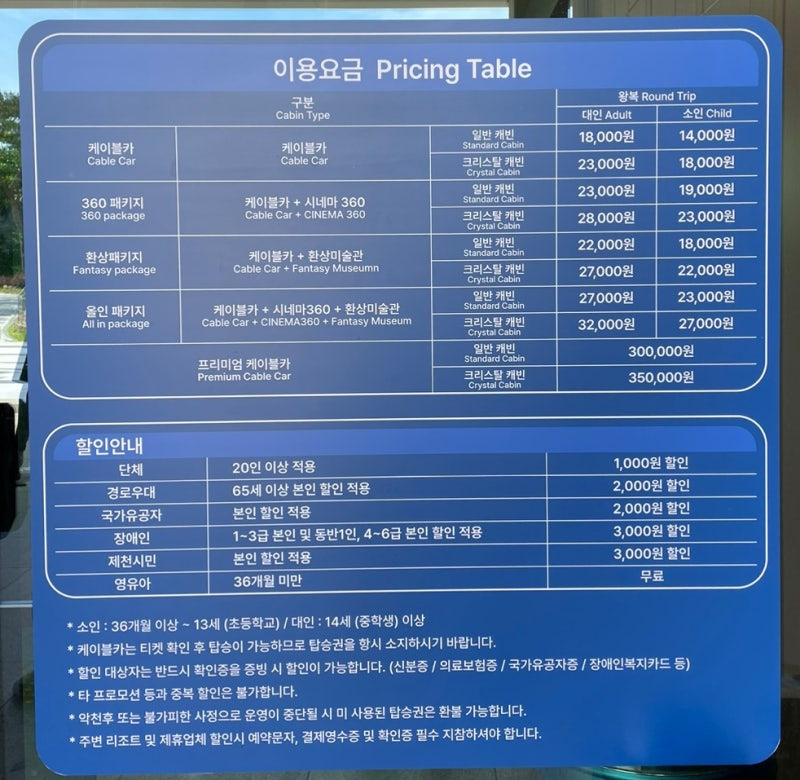 이용요금 Pricing Table
구분
Cabin Type
왕복 Round Trip
대인 Adult
소인 Child
케이블카
Cable Car
케이블카
Cable Car
일반 캐빈
Standard Cabin
18,000원
14,000원
크리스탈 캐빈
Crystal Cabin
23,000원
18,000원
360 패키지
360 package
케이블카 + 시네마 360
Cable Car + CINEMA 360
일반 캐빈
Standard Cabin
23,000원
19,000원
크리스탈 캐빈
Crystal Cabin
28,000원
23,000원
환상패키지
Fantasy package
케이블카 + 환상미술관
Cable Car + Fantasy Museumn
일반 캐빈
Standard Cabin
22,000원
18,000원
크리스탈 캐빈
Crystal Cabin
27,000원
22,000원
올인 패키지
All in package
케이블카 + 시네마360 + 환상미술관
Cable Car + CINEMA360 + Fantasy Museum
일반 캐빈
Standard Cabin
27,000원
23,000원
크리스탈 캐빈
Crystal Cabin
32,000원
27,000원
프리미엄 케이블카
Premium Cable Car
일반 캐빈
Standard Cabin
300,000원
크리스탈 캐빈
Crystal Cabin
350,000원
할인안내
단체 20인 이상 적용 1,000원 할인
경로우대 65세 이상 본인 할인 적용 2,000원 할인
국가유공자 본인 할인 적용 2,000원 할인
장애인 1~3급 본인 및 동반1인, 4~6급 본인 할인 적용 3,000원 할인
제천시민 본인 할인 적용 3,000원 할인
영유아 36개월 미만 무료
* 소인 : 36개월 이상 ~ 13세 (초등학교) / 대인 : 14세 (중학생) 이상
* 케이블카는 티켓 확인 후 탑승이 가능하므로 탑승권을 항시 소지하시기 바랍니다.
* 할인 대상자는 반드시 확인증을 증빙 시 할인이 가능합니다. (신분증 / 의료보험증 / 국가유공자증 / 장애인복지카드 등)
* 타 프로모션 등과 중복 할인은 불가합니다.
* 악천후 또는 불가피한 사정으로 운영이 중단될 시 미 사용된 탑승권은 환불 가능합니다.
* 주변 리조트 및 제휴업체 할인시 예약문자, 결제영수증 및 확인증 필수 지참하셔야 합니다.